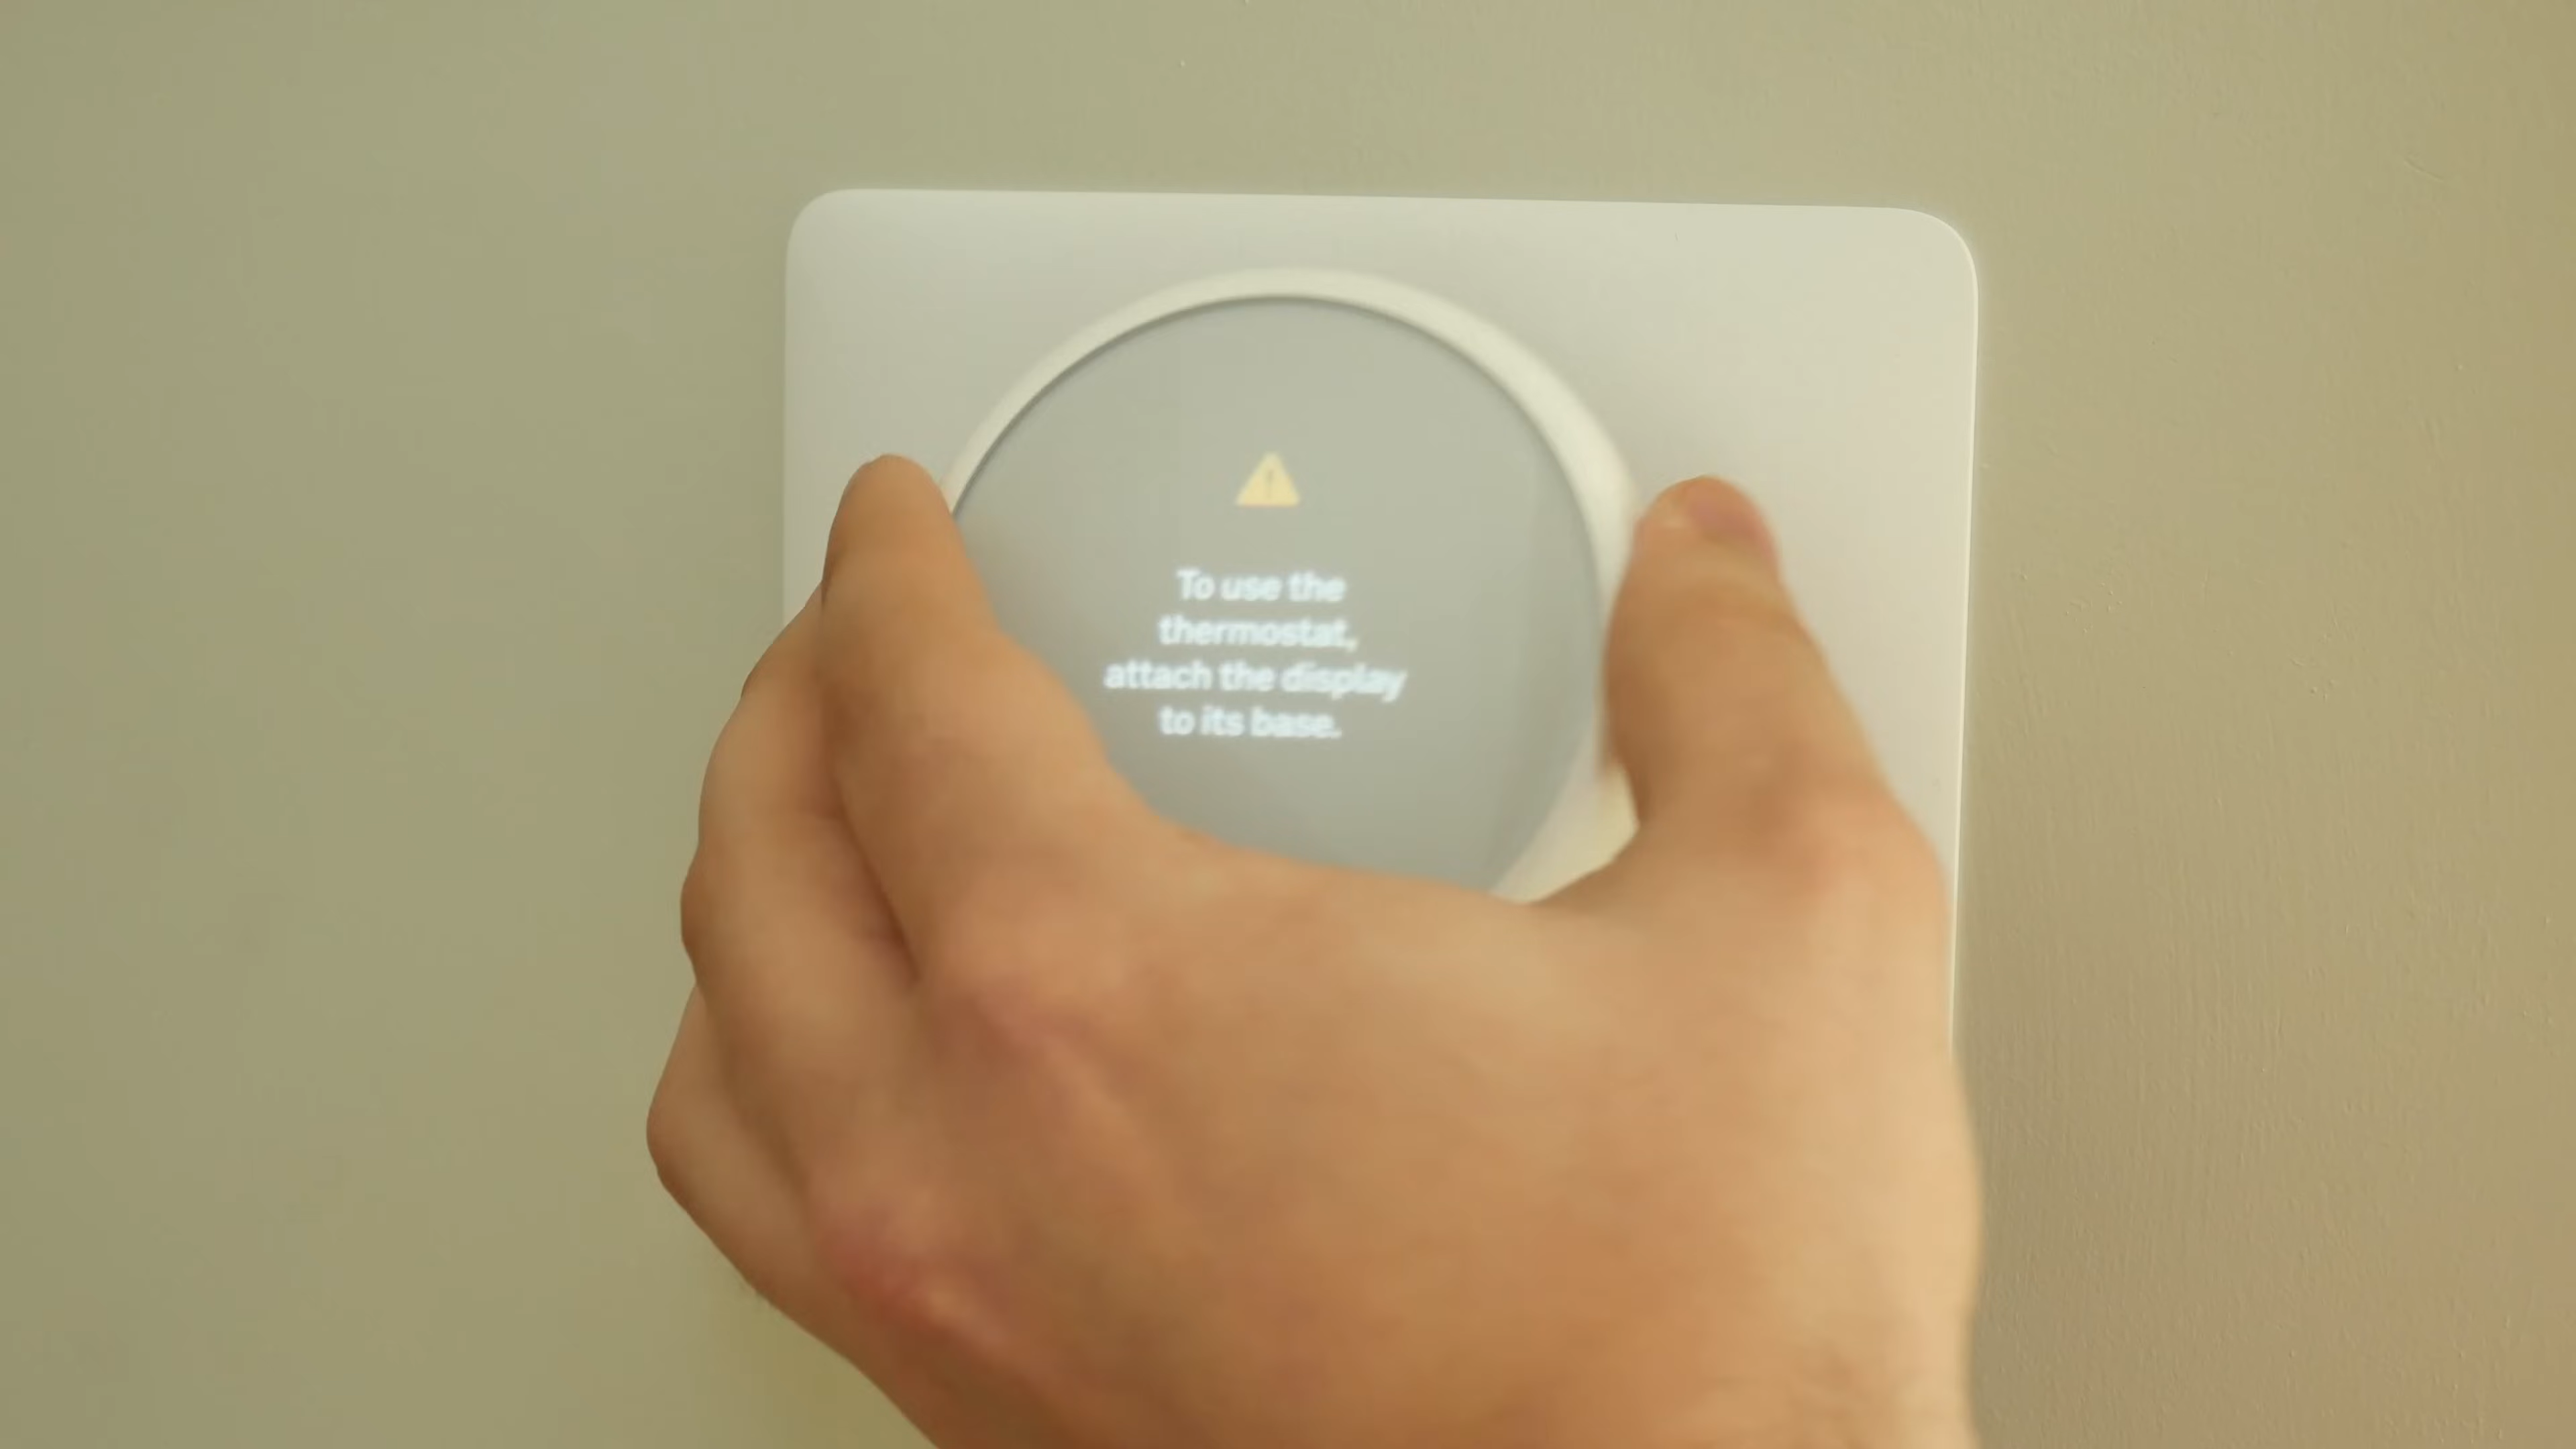 To use the
thermostat,
attach the display
to its base.